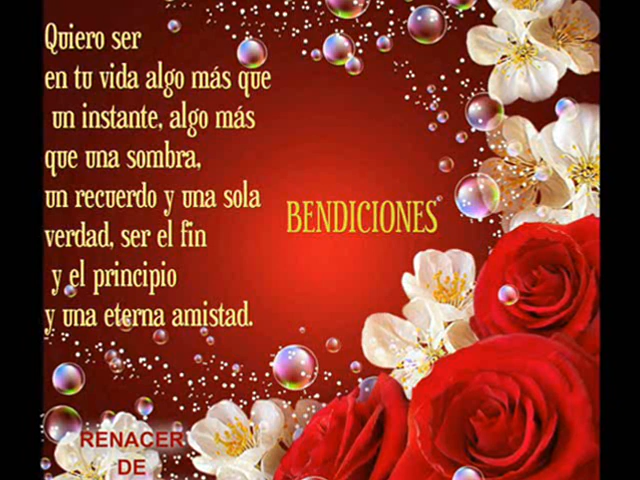 Quiero ser
en tu vida algo más que
un instante, algo más
que una sombra,
un recuerdo y una sola
verdad, ser el fin
y el principio
y una eterna amistad.
BENDICIONES
RENACER
DE